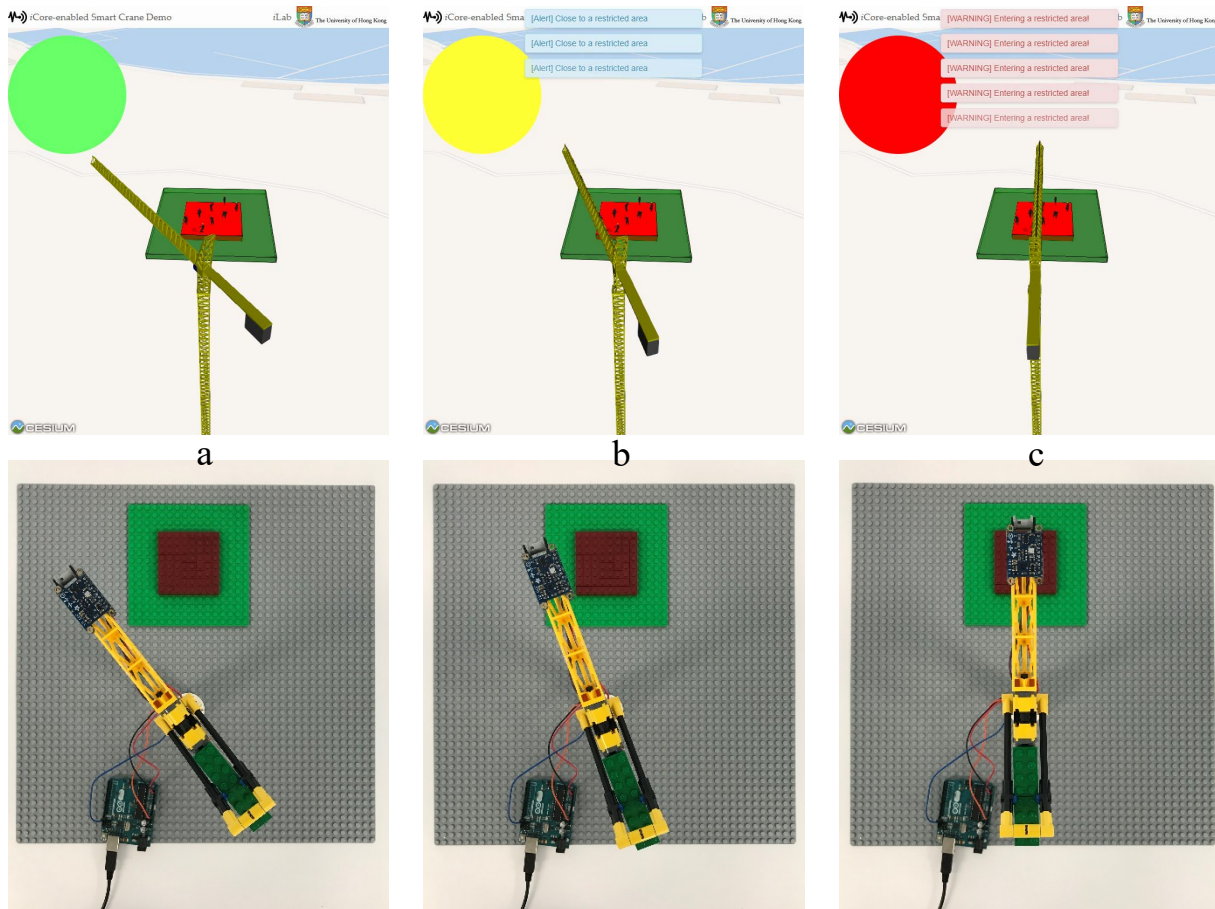 iCore-enabled Smart Crane Demo iLab The University of Hong Kong
iCore-enabled Sma b The University of Hong Kong
[Alert] Close to a restricted area
[Alert] Close to a restricted area
[Alert] Close to a restricted area
iCore-enabled Sma b The University of Hong Kong
[WARNING] Entering a restricted area!
[WARNING] Entering a restricted area!
[WARNING] Entering a restricted area!
[WARNING] Entering a restricted area!
[WARNING] Entering a restricted area!
CESIUM
CESIUM
CESIUM
a
b
c